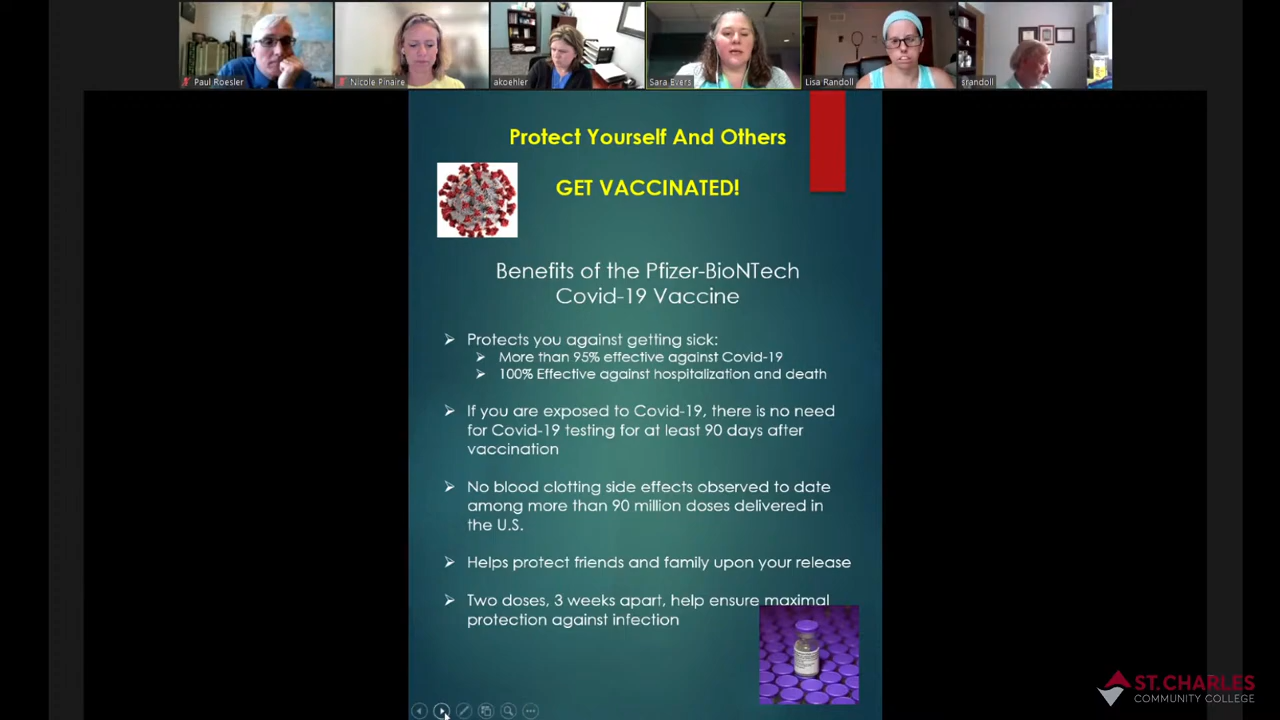 Paul Roesler
Nicole Pinaire
akoehler
Sara Evers
Lisa Randoll
srandoll
Protect Yourself And Others
GET VACCINATED!
Benefits of the Pfizer-BioNTech
Covid-19 Vaccine
Protects you against getting sick:
More than 95% effective against Covid-19
100% Effective against hospitalization and death
If you are exposed to Covid-19, there is no need
for Covid-19 testing for at least 90 days after
vaccination
No blood clotting side effects observed to date
among more than 90 million doses delivered in
the U.S.
Helps protect friends and family upon your release
Two doses, 3 weeks apart, help ensure maximal
protection against infection
ST. CHARLES
COMMUNITY COLLEGE